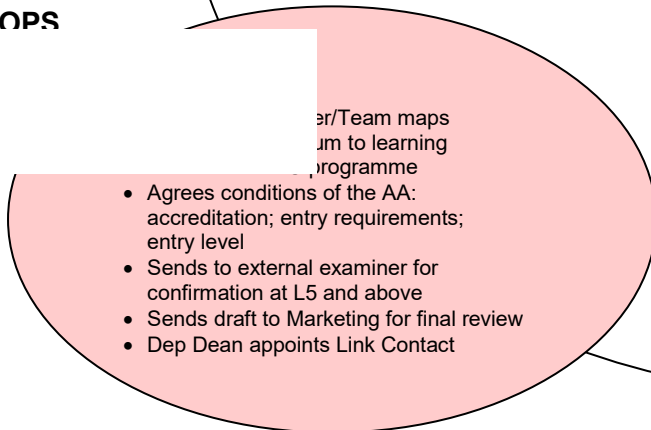 OPS
er/Team maps
um to learning
programme
• Agrees conditions of the AA:
accreditation; entry requirements;
entry level
• Sends to external examiner for
confirmation at L5 and above
• Sends draft to Marketing for final review
• Dep Dean appoints Link Contact